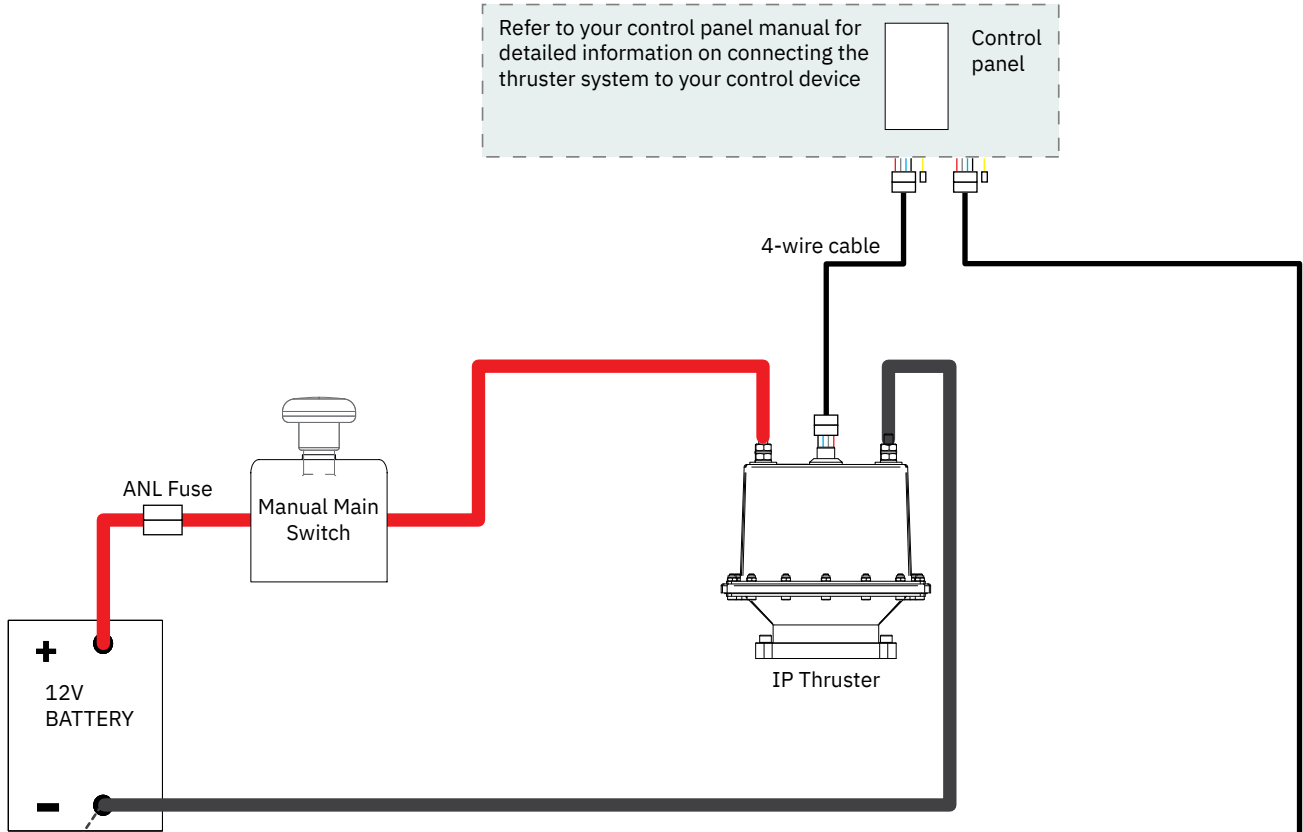 Refer to your control panel manual for
detailed information on connecting the
thruster system to your control device
Control
panel
4-wire cable
ANL Fuse
Manual Main
Switch
IP Thruster
+
12V
BATTERY
-